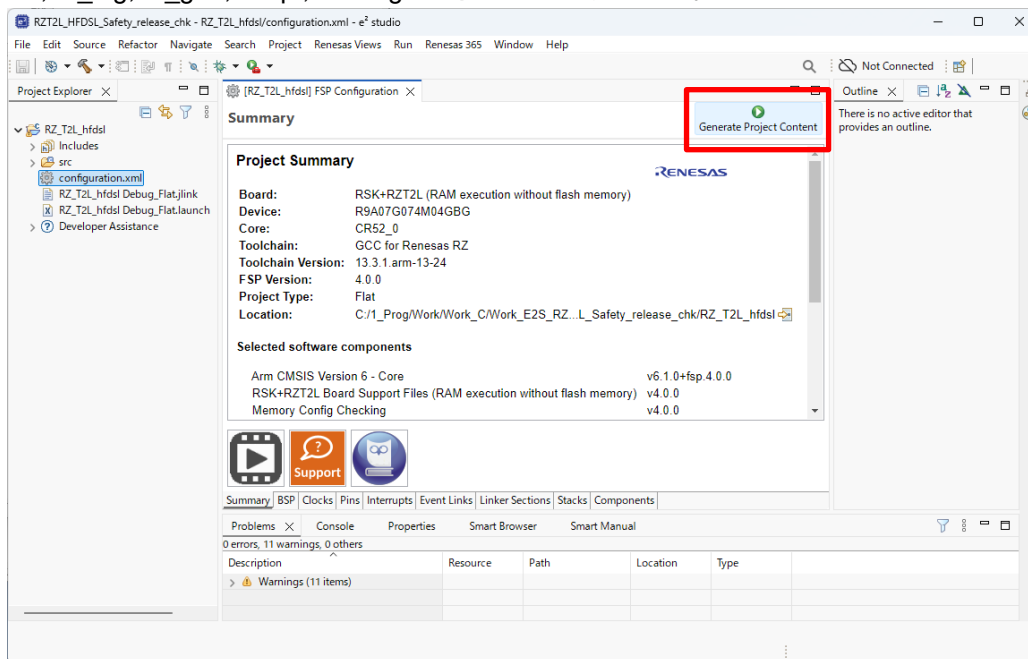 RZT2L_HFDSL_Safety_release_chk - RZ_T2L_hfdsl/configuration.xml - e² studio
File Edit Source Refactor Navigate Search Project Renesas Views Run Renesas 365 Window Help
Not Connected
Project Explorer
[RZ_T2L_hfdsl] FSP Configuration
Outline
RZ_T2L_hfdsl
Includes
src
configuration.xml
RZ_T2L_hfdsl Debug_Flat.jlink
RZ_T2L_hfdsl Debug_Flat.launch
Developer Assistance
Summary
Generate Project Content
There is no active editor that
provides an outline.
Project Summary
RENESAS
Board: RSK+RZT2L (RAM execution without flash memory)
Device: R9A07G074M04GBG
Core: CR52_0
Toolchain: GCC for Renesas RZ
Toolchain Version: 13.3.1.arm-13-24
FSP Version: 4.0.0
Project Type: Flat
Location: C:/1_Prog/Work/Work_C/Work_E2S_RZ...L_Safety_release_chk/RZ_T2L_hfdsl
Selected software components
Arm CMSIS Version 6 - Core v6.1.0+fsp.4.0.0
RSK+RZT2L Board Support Files (RAM execution without flash memory) v4.0.0
Memory Config Checking v4.0.0
Support
Summary BSP Clocks Pins Interrupts Event Links Linker Sections Stacks Components
Problems Console Properties Smart Browser Smart Manual
0 errors, 11 warnings, 0 others
Description Resource Path Location Type
Warnings (11 items)